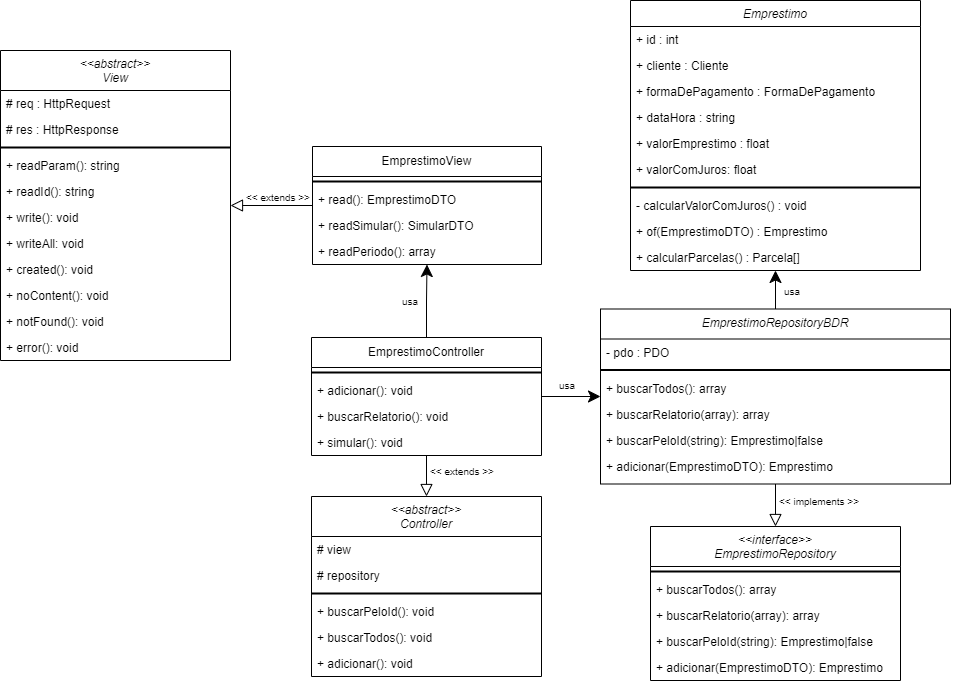 Emprestimo
+ id : int
+ cliente : Cliente
+ formaDePagamento : FormaDePagamento
+ dataHora : string
+ valorEmprestimo : float
+ valorComJuros: float
- calcularValorComJuros() : void
+ of(EmprestimoDTO) : Emprestimo
+ calcularParcelas() : Parcela[]
<<abstract>>
View
# req : HttpRequest
# res : HttpResponse
+ readParam(): string
+ readId(): string
+ write(): void
+ writeAll: void
+ created(): void
+ noContent(): void
+ notFound(): void
+ error(): void
<< extends >>
EmprestimoView
+ read(): EmprestimoDTO
+ readSimular(): SimularDTO
+ readPeriodo(): array
usa
usa
EmprestimoController
+ adicionar(): void
+ buscarRelatorio(): void
+ simular(): void
usa
EmprestimoRepositoryBDR
- pdo : PDO
+ buscarTodos(): array
+ buscarRelatorio(array): array
+ buscarPeloId(string): Emprestimo|false
+ adicionar(EmprestimoDTO): Emprestimo
<< extends >>
<< implements >>
<<abstract>>
Controller
# view
# repository
+ buscarPeloId(): void
+ buscarTodos(): void
+ adicionar(): void
<<interface>>
EmprestimoRepository
+ buscarTodos(): array
+ buscarRelatorio(array): array
+ buscarPeloId(string): Emprestimo|false
+ adicionar(EmprestimoDTO): Emprestimo